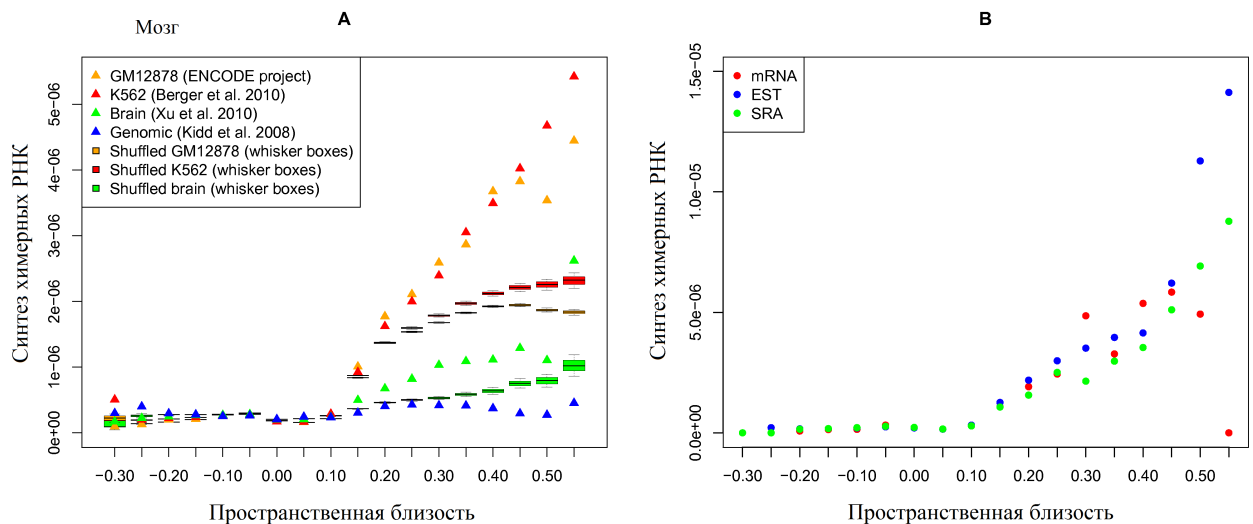 Мозг
A
GM12878 (ENCODE project)
K562 (Berger et al. 2010)
Brain (Xu et al. 2010)
Genomic (Kidd et al. 2008)
Shuffled GM12878 (whisker boxes)
Shuffled K562 (whisker boxes)
Shuffled brain (whisker boxes)
Синтез химерных РНК
0e+00
1e−06
2e−06
3e−06
4e−06
5e−06
−0.30 −0.20 −0.10 0.00 0.10 0.20 0.30 0.40 0.50
Пространственная близость
B
mRNA
EST
SRA
Синтез химерных РНК
0.0e+00
5.0e−06
1.0e−05
1.5e−05
−0.30 −0.20 −0.10 0.00 0.10 0.20 0.30 0.40 0.50
Пространственная близость